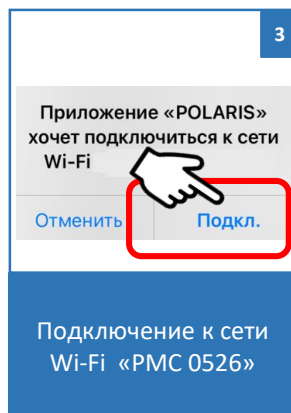 3
Приложение «POLARIS»
хочет подключиться к сети
Wi-Fi
Отменить Подкл.
Подключение к сети
Wi-Fi «PMC 0526»